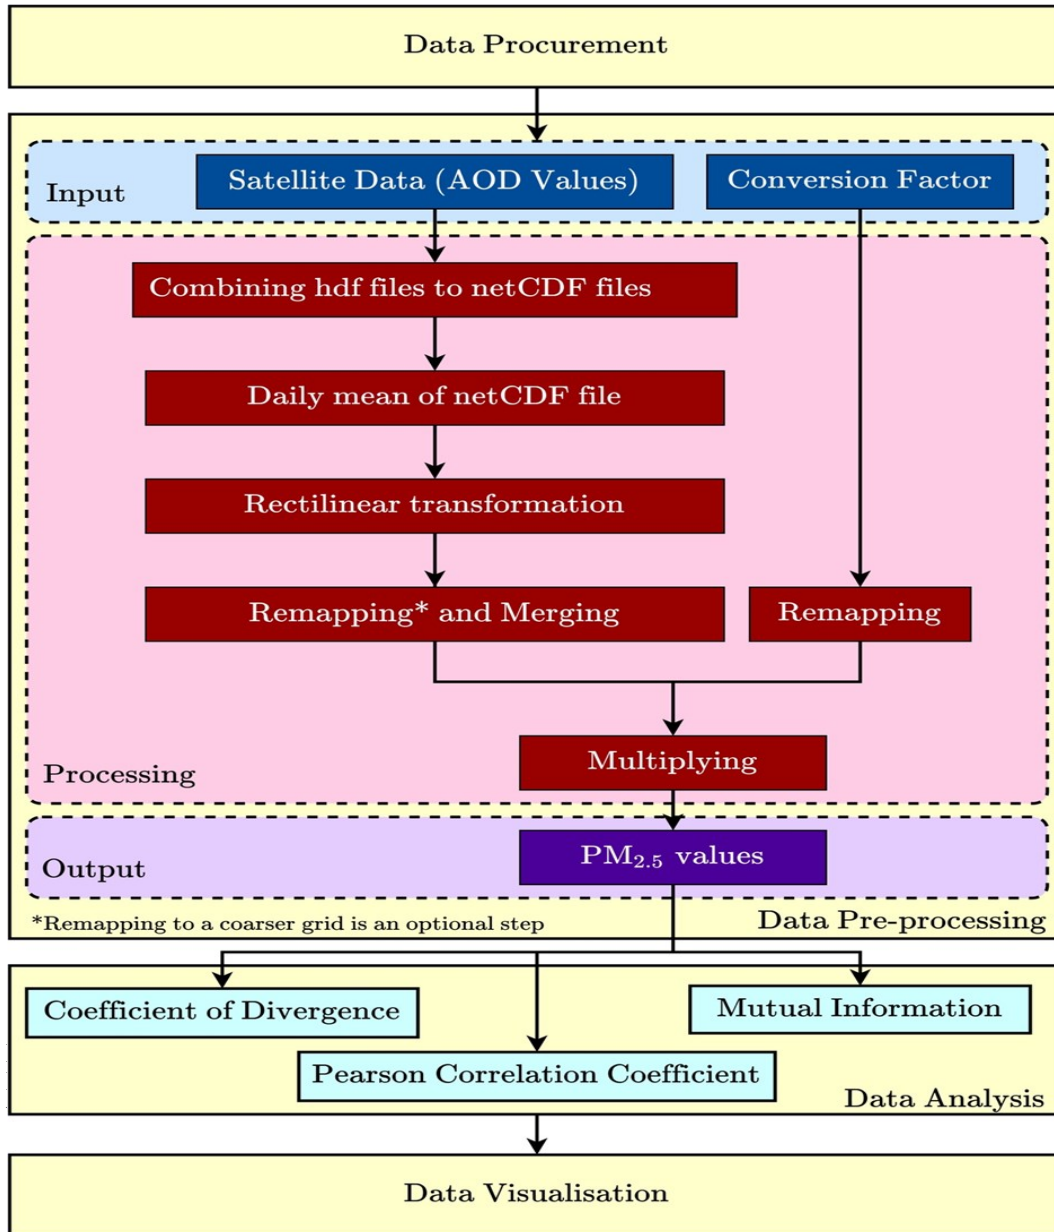 Data Procurement
Input
Satellite Data (AOD Values)
Conversion Factor
Combining hdf files to netCDF files
Daily mean of netCDF file
Rectilinear transformation
Remapping* and Merging
Remapping
Multiplying
Processing
PM2.5 values
Output
*Remapping to a coarser grid is an optional step
Data Pre-processing
Coefficient of Divergence
Mutual Information
Pearson Correlation Coefficient
Data Analysis
Data Visualisation